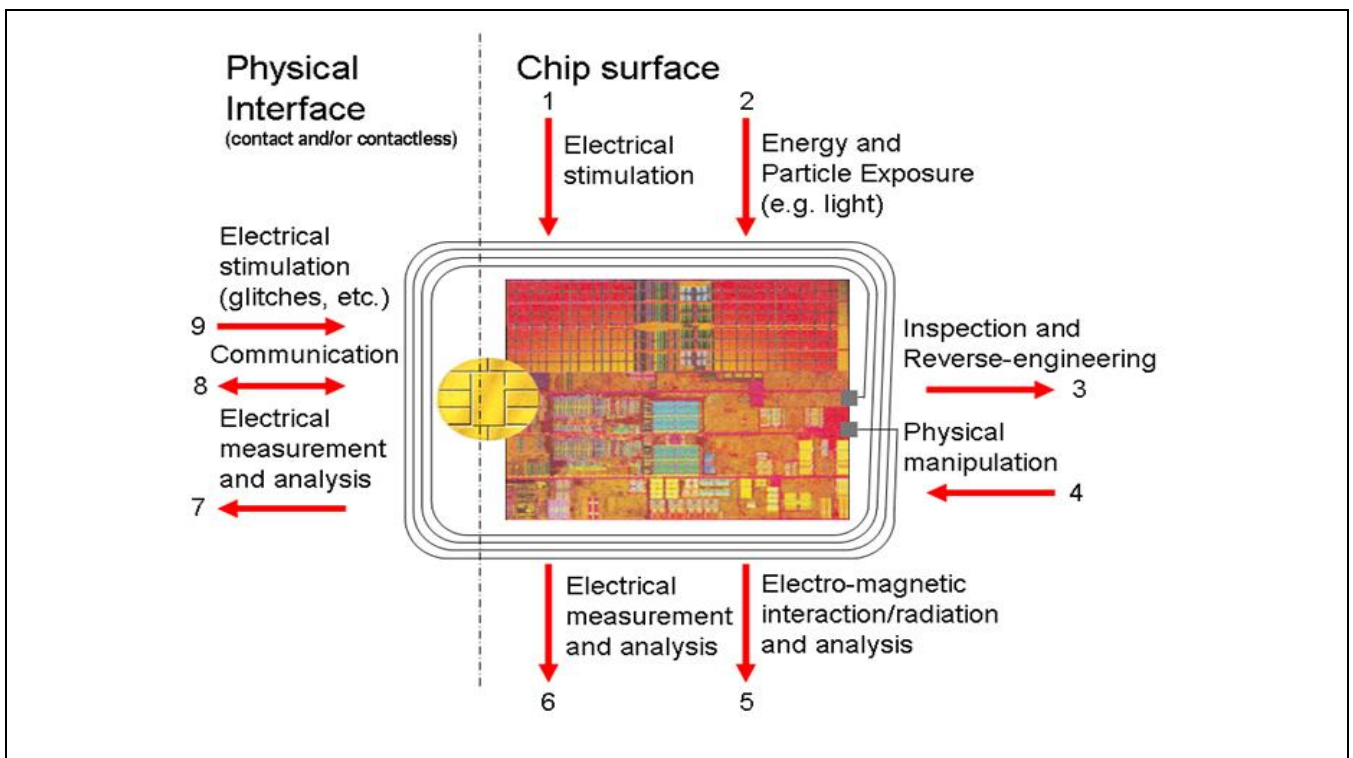 Physical
Interface
(contact and/or contactless)
Chip surface
1
Electrical
stimulation
2
Energy and
Particle Exposure
(e.g. light)
Electrical
stimulation
(glitches, etc.)
9
Communication
8
Electrical
measurement
and analysis
7
Inspection and
Reverse-engineering
3
Physical
manipulation
4
Electrical
measurement
and analysis
6
Electro-magnetic
interaction/radiation
and analysis
5